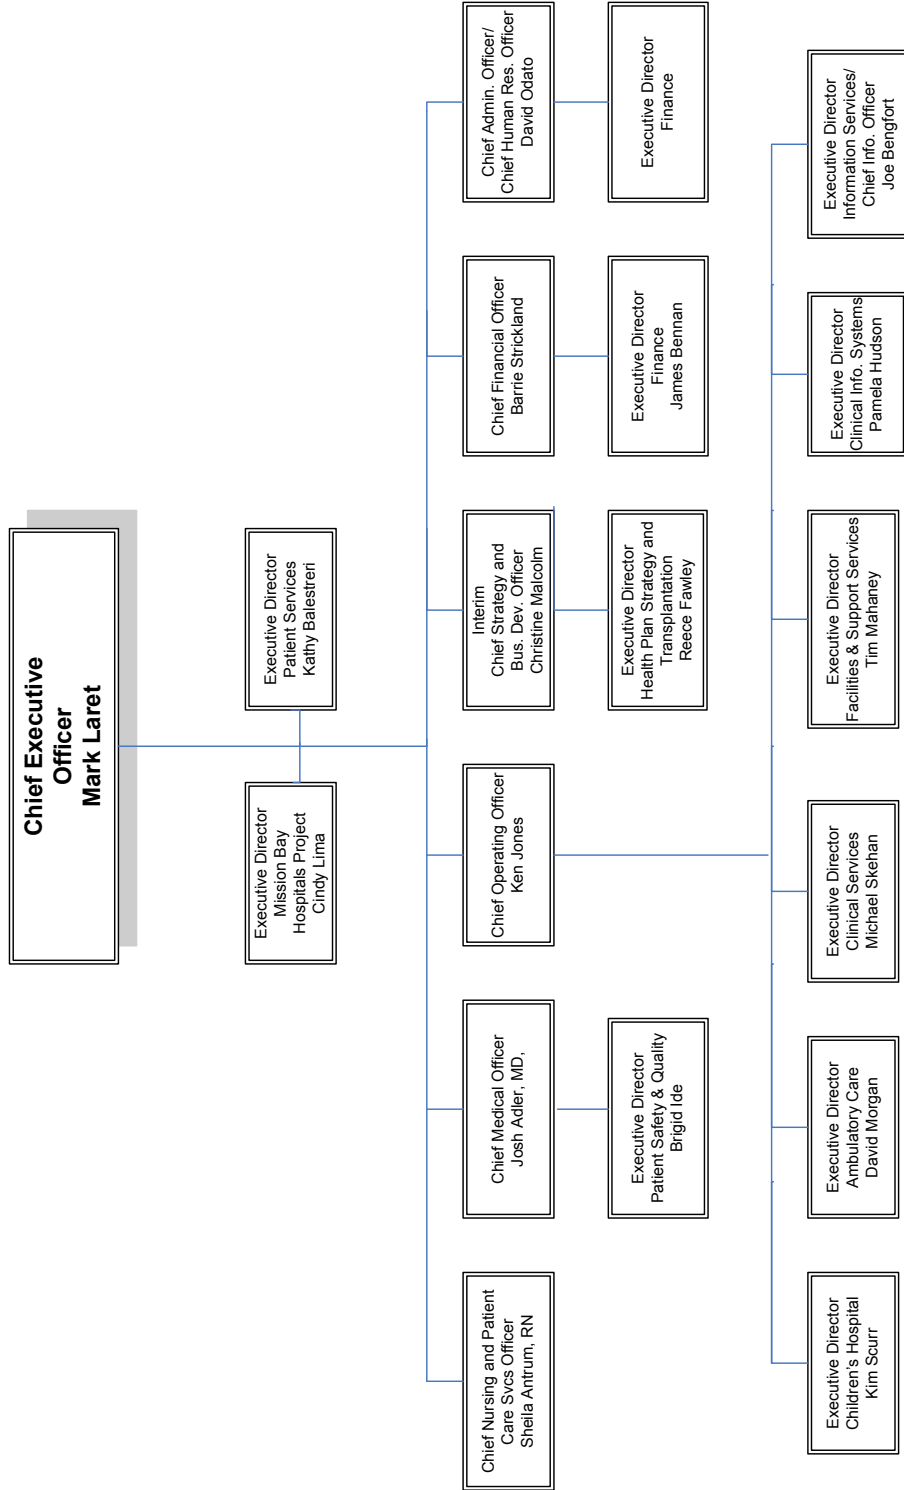 Chief Executive
Officer
Mark Laret
Executive Director
Mission Bay
Hospitals Project
Cindy Lima
Executive Director
Patient Services
Kathy Balestreri
Chief Nursing and Patient
Care Svcs Officer
Sheila Antrum, RN
Chief Medical Officer
Josh Adler, MD,
Chief Operating Officer
Ken Jones
Interim
Chief Strategy and
Bus. Dev. Officer
Christine Malcolm
Chief Financial Officer
Barrie Strickland
Chief Admin. Officer/
Chief Human Res. Officer
David Odato
Executive Director
Patient Safety & Quality
Brigid Ide
Executive Director
Health Plan Strategy and
Transplantation
Reece Fawley
Executive Director
Finance
James Bennan
Executive Director
Finance
Executive Director
Children's Hospital
Kim Scurr
Executive Director
Ambulatory Care
David Morgan
Executive Director
Clinical Services
Michael Skehan
Executive Director
Facilities & Support Services
Tim Mahaney
Executive Director
Clinical Info. Systems
Pamela Hudson
Executive Director
Information Services/
Chief Info. Officer
Joe Bengfort